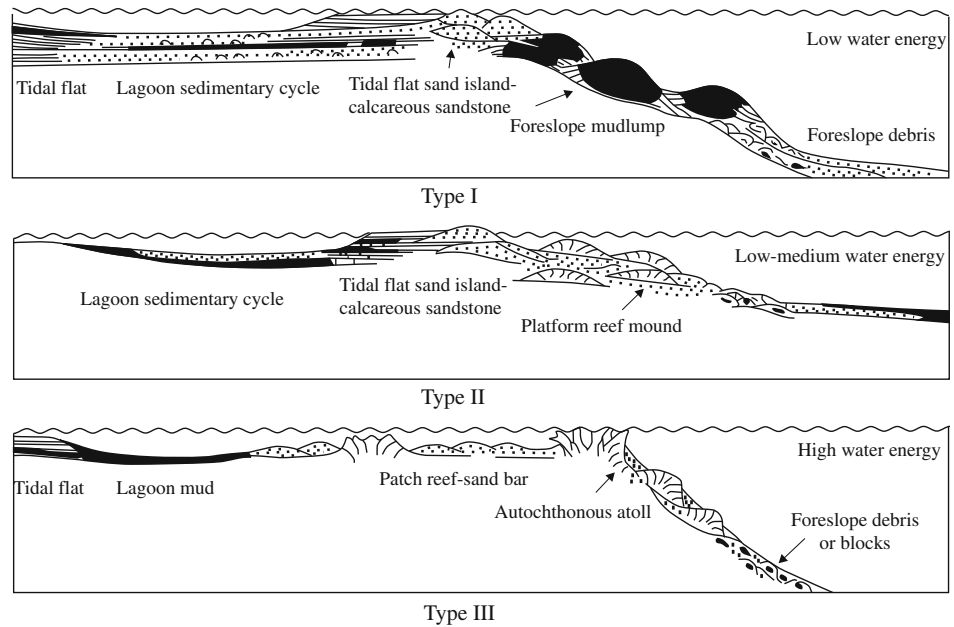 Low water energy
Tidal flat
Lagoon sedimentary cycle
Tidal flat sand island-
calcareous sandstone
Foreslope mudlump
Foreslope debris
Type I
Low-medium water energy
Lagoon sedimentary cycle
Tidal flat sand island-
calcareous sandstone
Platform reef mound
Type II
High water energy
Tidal flat
Lagoon mud
Patch reef-sand bar
Autochthonous atoll
Foreslope debris
or blocks
Type III